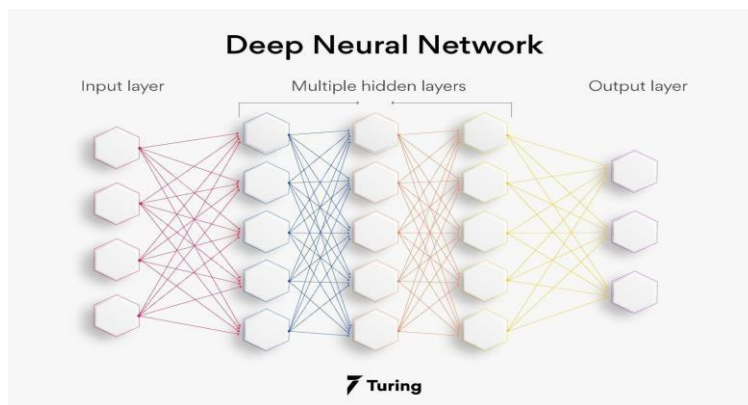 Deep Neural Network
Input layer
Multiple hidden layers
Output layer
Turing